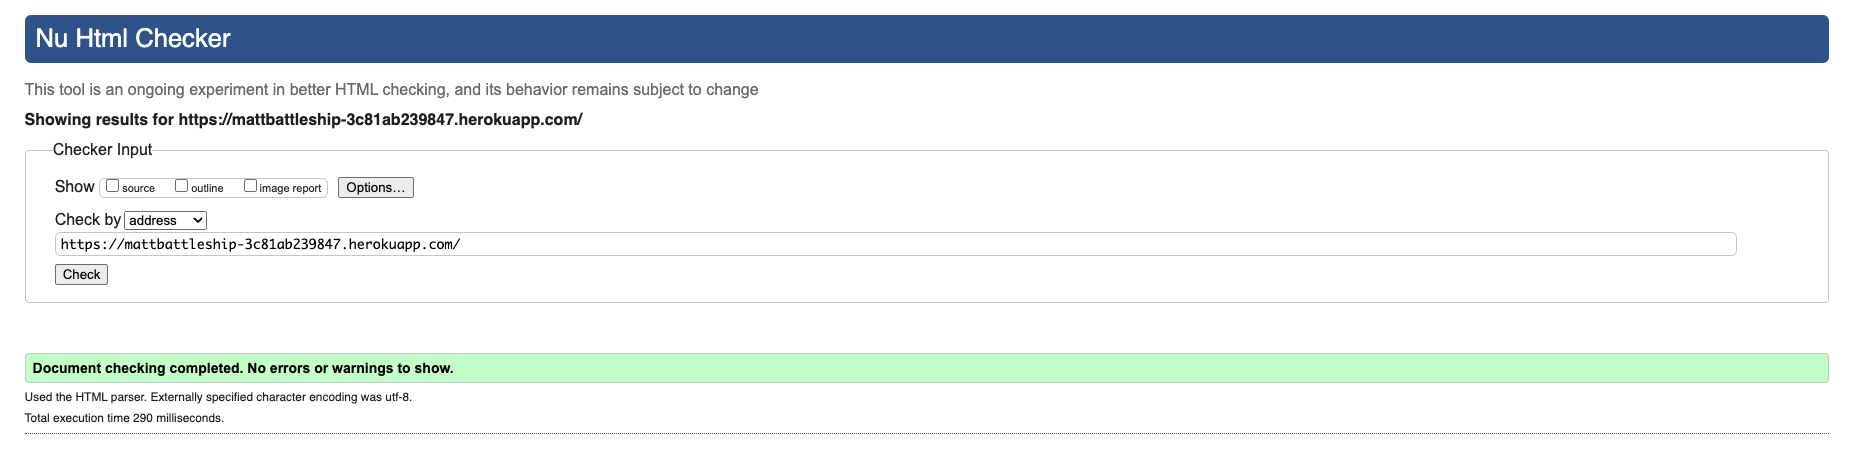 Nu Html Checker
This tool is an ongoing experiment in better HTML checking, and its behavior remains subject to change
Showing results for https://mattbattleship-3c81ab239847.herokuapp.com/
Checker Input
Show source outline image report Options...
Check by address
https://mattbattleship-3c81ab239847.herokuapp.com/
Check
Document checking completed. No errors or warnings to show.
Used the HTML parser. Externally specified character encoding was utf-8.
Total execution time 290 milliseconds.